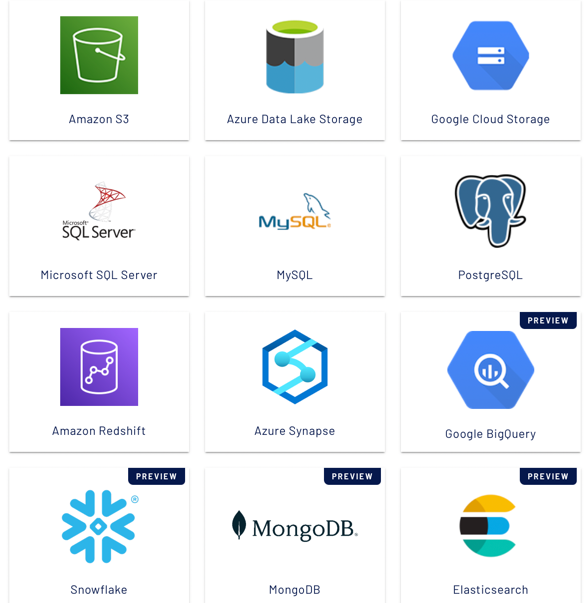 Amazon S3
Azure Data Lake Storage
Google Cloud Storage
Microsoft®
SQL Server
MySQL®
Microsoft SQL Server
MySQL
PostgreSQL
PREVIEW
Amazon Redshift
Azure Synapse
Google BigQuery
PREVIEW
PREVIEW
PREVIEW
®
MongoDB®
Snowflake
MongoDB
Elasticsearch